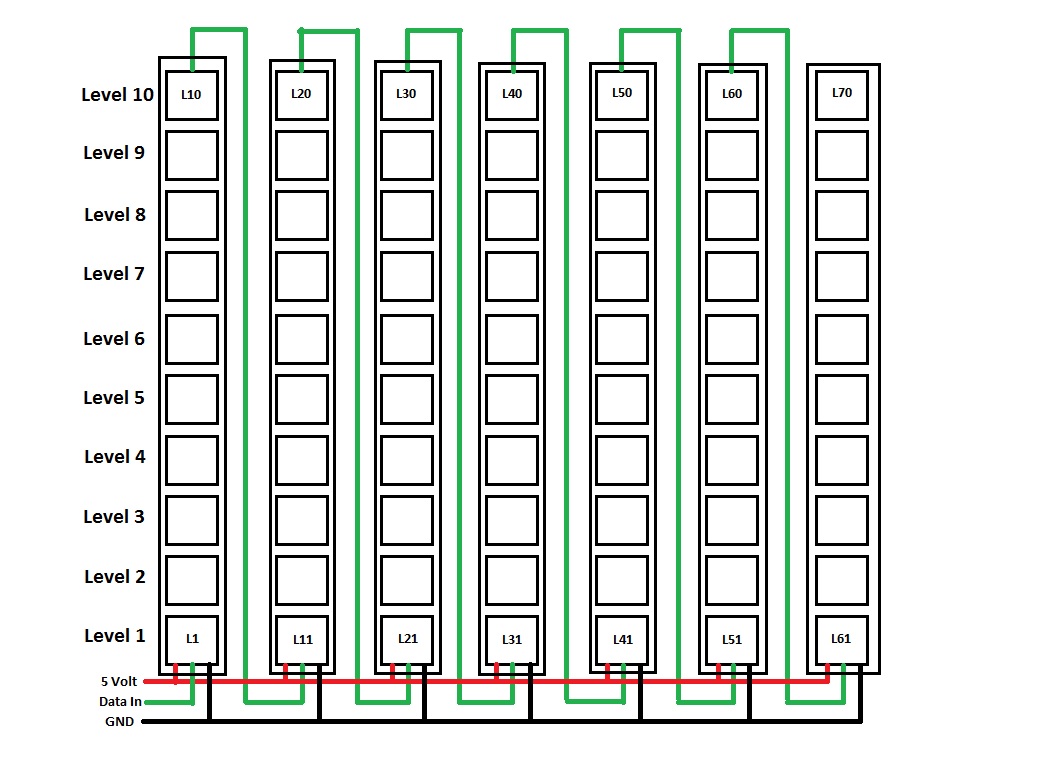 Level 10 L10 L20 L30 L40 L50 L60 L70
Level 9
Level 8
Level 7
Level 6
Level 5
Level 4
Level 3
Level 2
Level 1 L1 L11 L21 L31 L41 L51 L61
5 Volt
Data In
GND